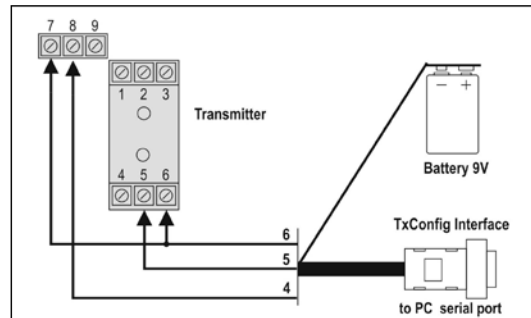 7 8 9
1 2 3
Transmitter
− +
Battery 9V
4 5 6
TxConfig Interface
6
5
4
to PC serial port